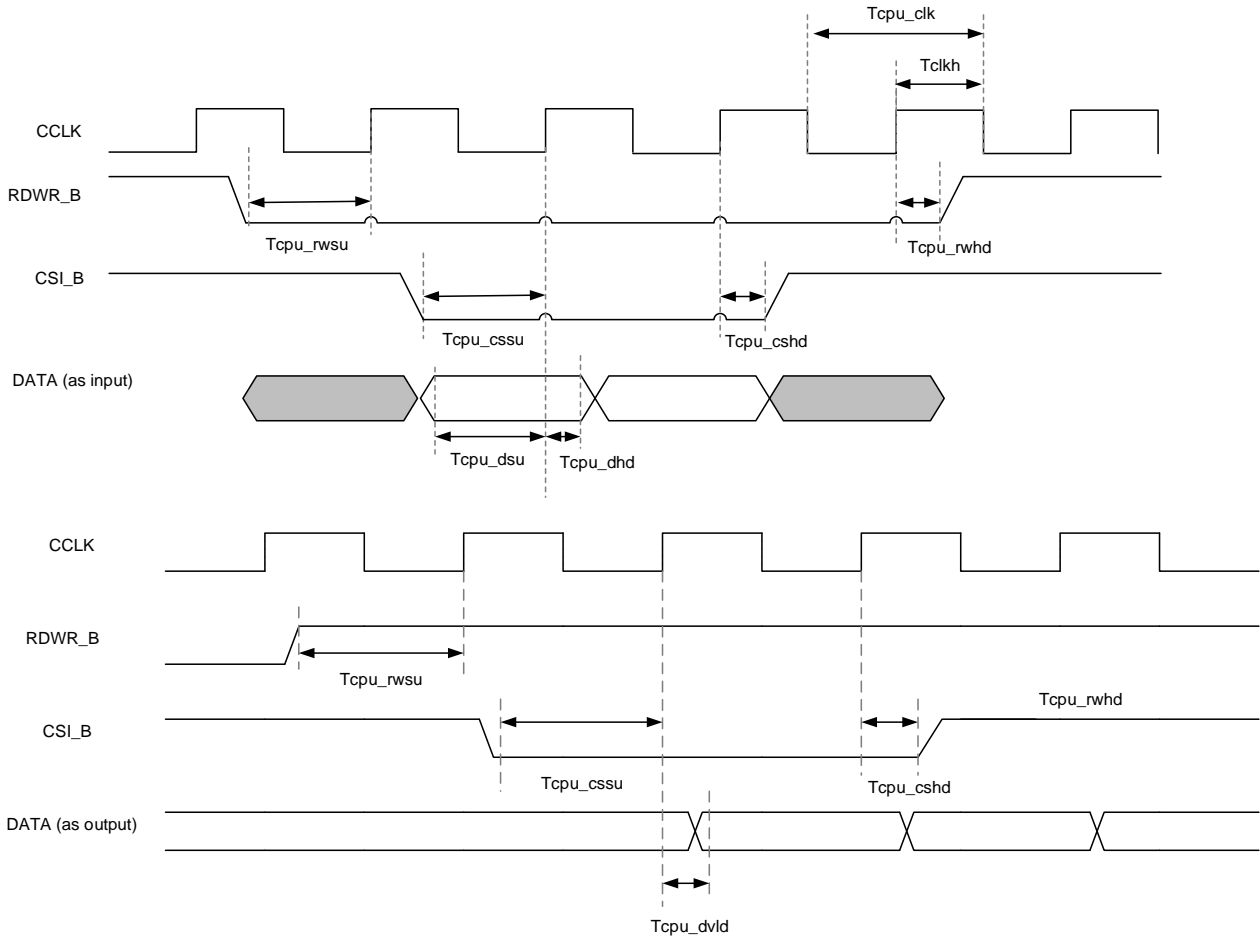 Tcpu_clk
Tclkh
CCLK
RDWR_B
Tcpu_rwsu
Tcpu_rwhd
CSI_B
Tcpu_cssu
Tcpu_cshd
DATA (as input)
Tcpu_dsu
Tcpu_dhd
CCLK
RDWR_B
Tcpu_rwsu
Tcpu_rwhd
CSI_B
Tcpu_cssu
Tcpu_cshd
DATA (as output)
Tcpu_dvld